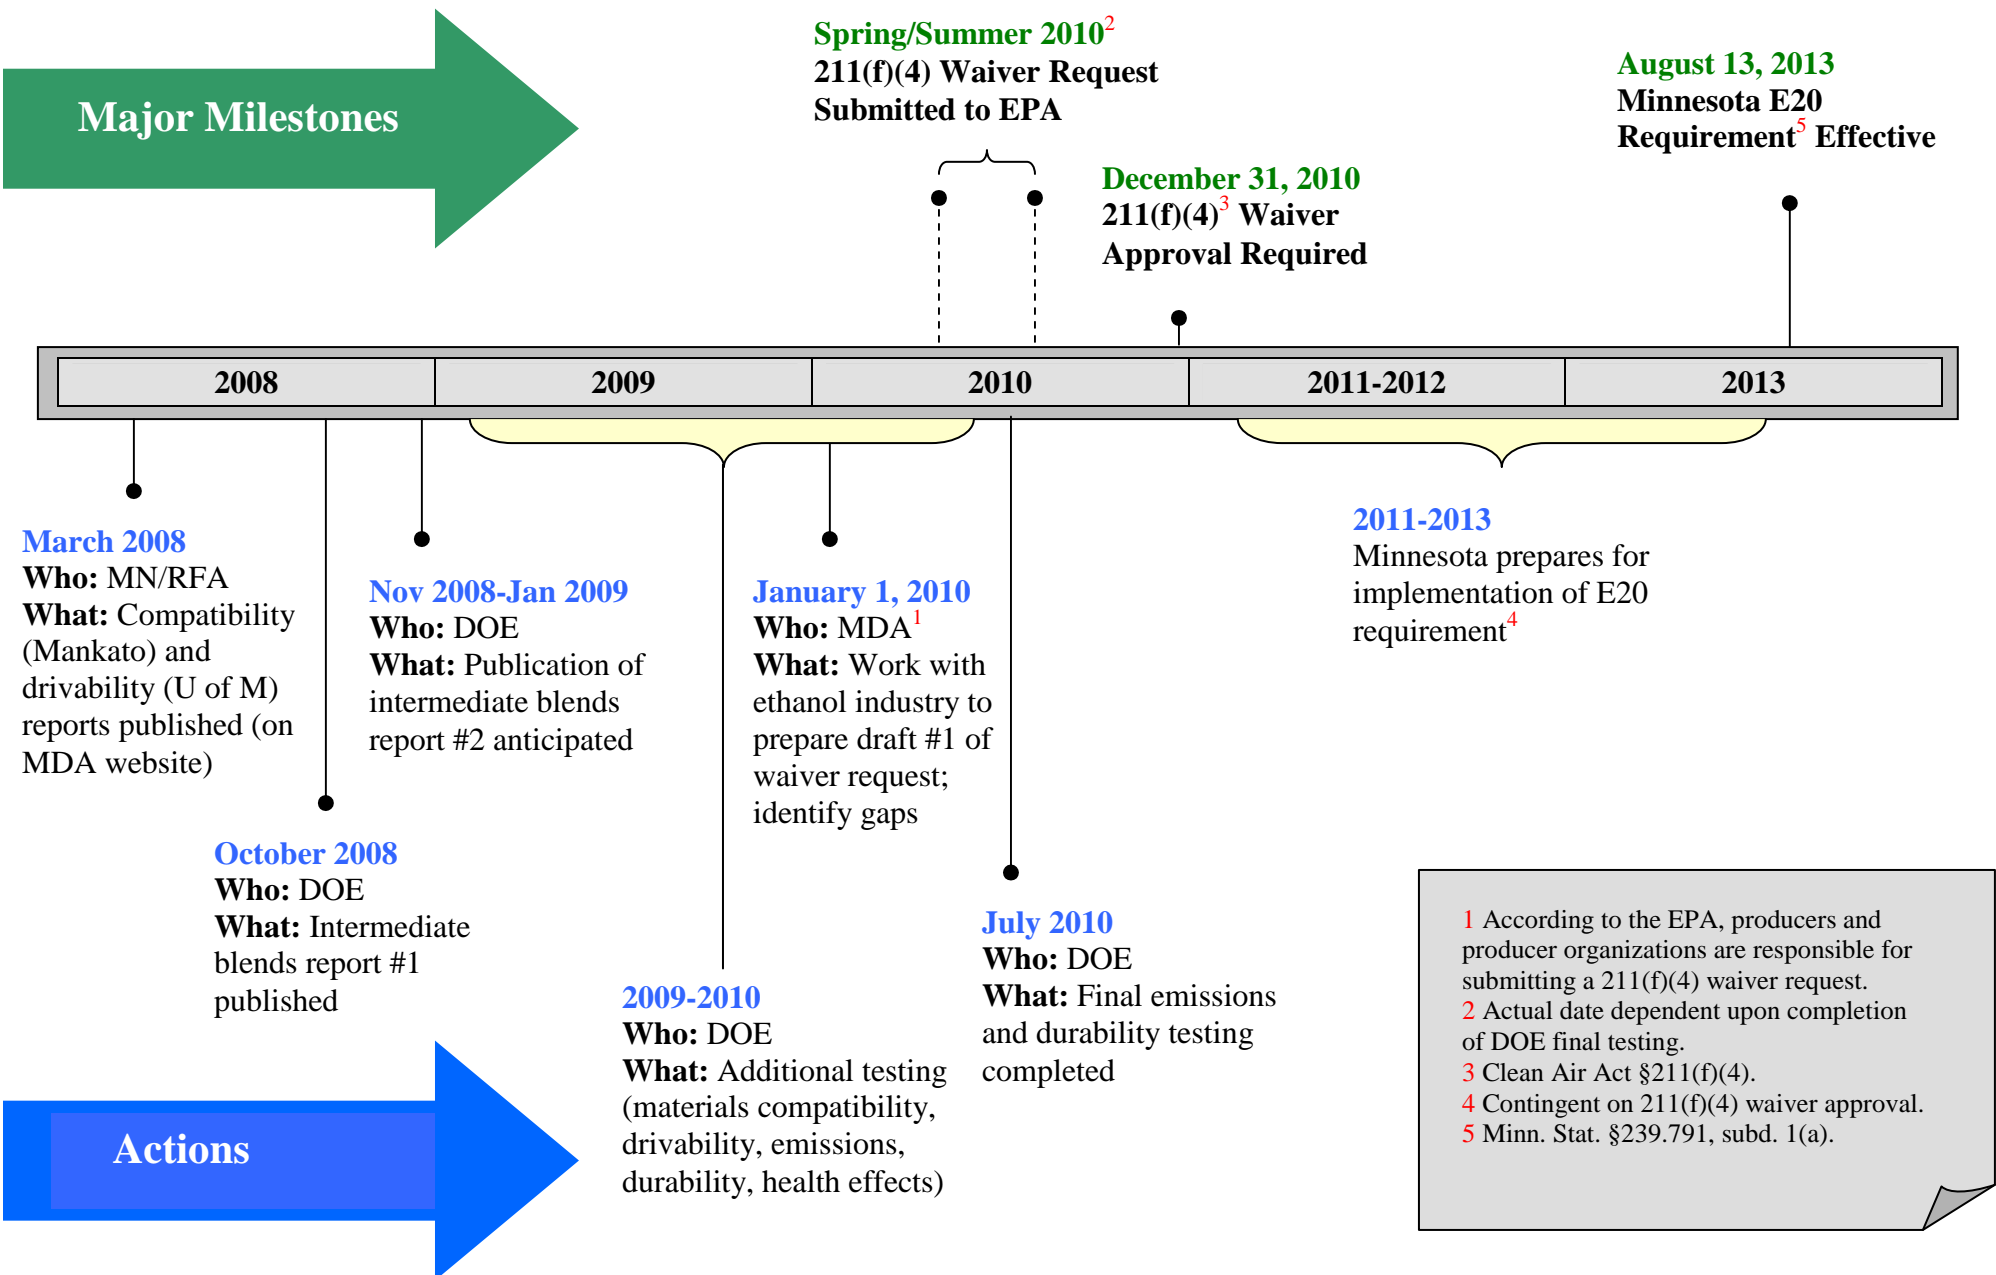 Major Milestones
Spring/Summer 2010²
211(f)(4) Waiver Request
Submitted to EPA
December 31, 2010
211(f)(4)³ Waiver
Approval Required
August 13, 2013
Minnesota E20
Requirement⁵ Effective
2008
2009
2010
2011-2012
2013
March 2008
Who: MN/RFA
What: Compatibility
(Mankato) and
drivability (U of M)
reports published (on
MDA website)
October 2008
Who: DOE
What: Intermediate
blends report #1
published
Nov 2008-Jan 2009
Who: DOE
What: Publication of
intermediate blends
report #2 anticipated
2009-2010
Who: DOE
What: Additional testing
(materials compatibility,
drivability, emissions,
durability, health effects)
January 1, 2010
Who: MDA¹
What: Work with
ethanol industry to
prepare draft #1 of
waiver request;
identify gaps
July 2010
Who: DOE
What: Final emissions
and durability testing
completed
2011-2013
Minnesota prepares for
implementation of E20
requirement⁴
Actions
1 According to the EPA, producers and
producer organizations are responsible for
submitting a 211(f)(4) waiver request.
2 Actual date dependent upon completion
of DOE final testing.
3 Clean Air Act §211(f)(4).
4 Contingent on 211(f)(4) waiver approval.
5 Minn. Stat. §239.791, subd. 1(a).